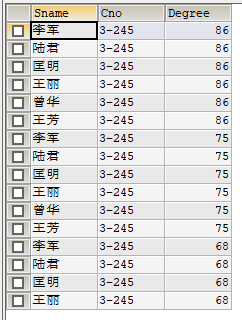 Sname Cno Degree
李军 3-245 86
陆君 3-245 86
匡明 3-245 86
王丽 3-245 86
曾华 3-245 86
王芳 3-245 86
李军 3-245 75
陆君 3-245 75
匡明 3-245 75
王丽 3-245 75
曾华 3-245 75
王芳 3-245 75
李军 3-245 68
陆君 3-245 68
匡明 3-245 68
王丽 3-245 68